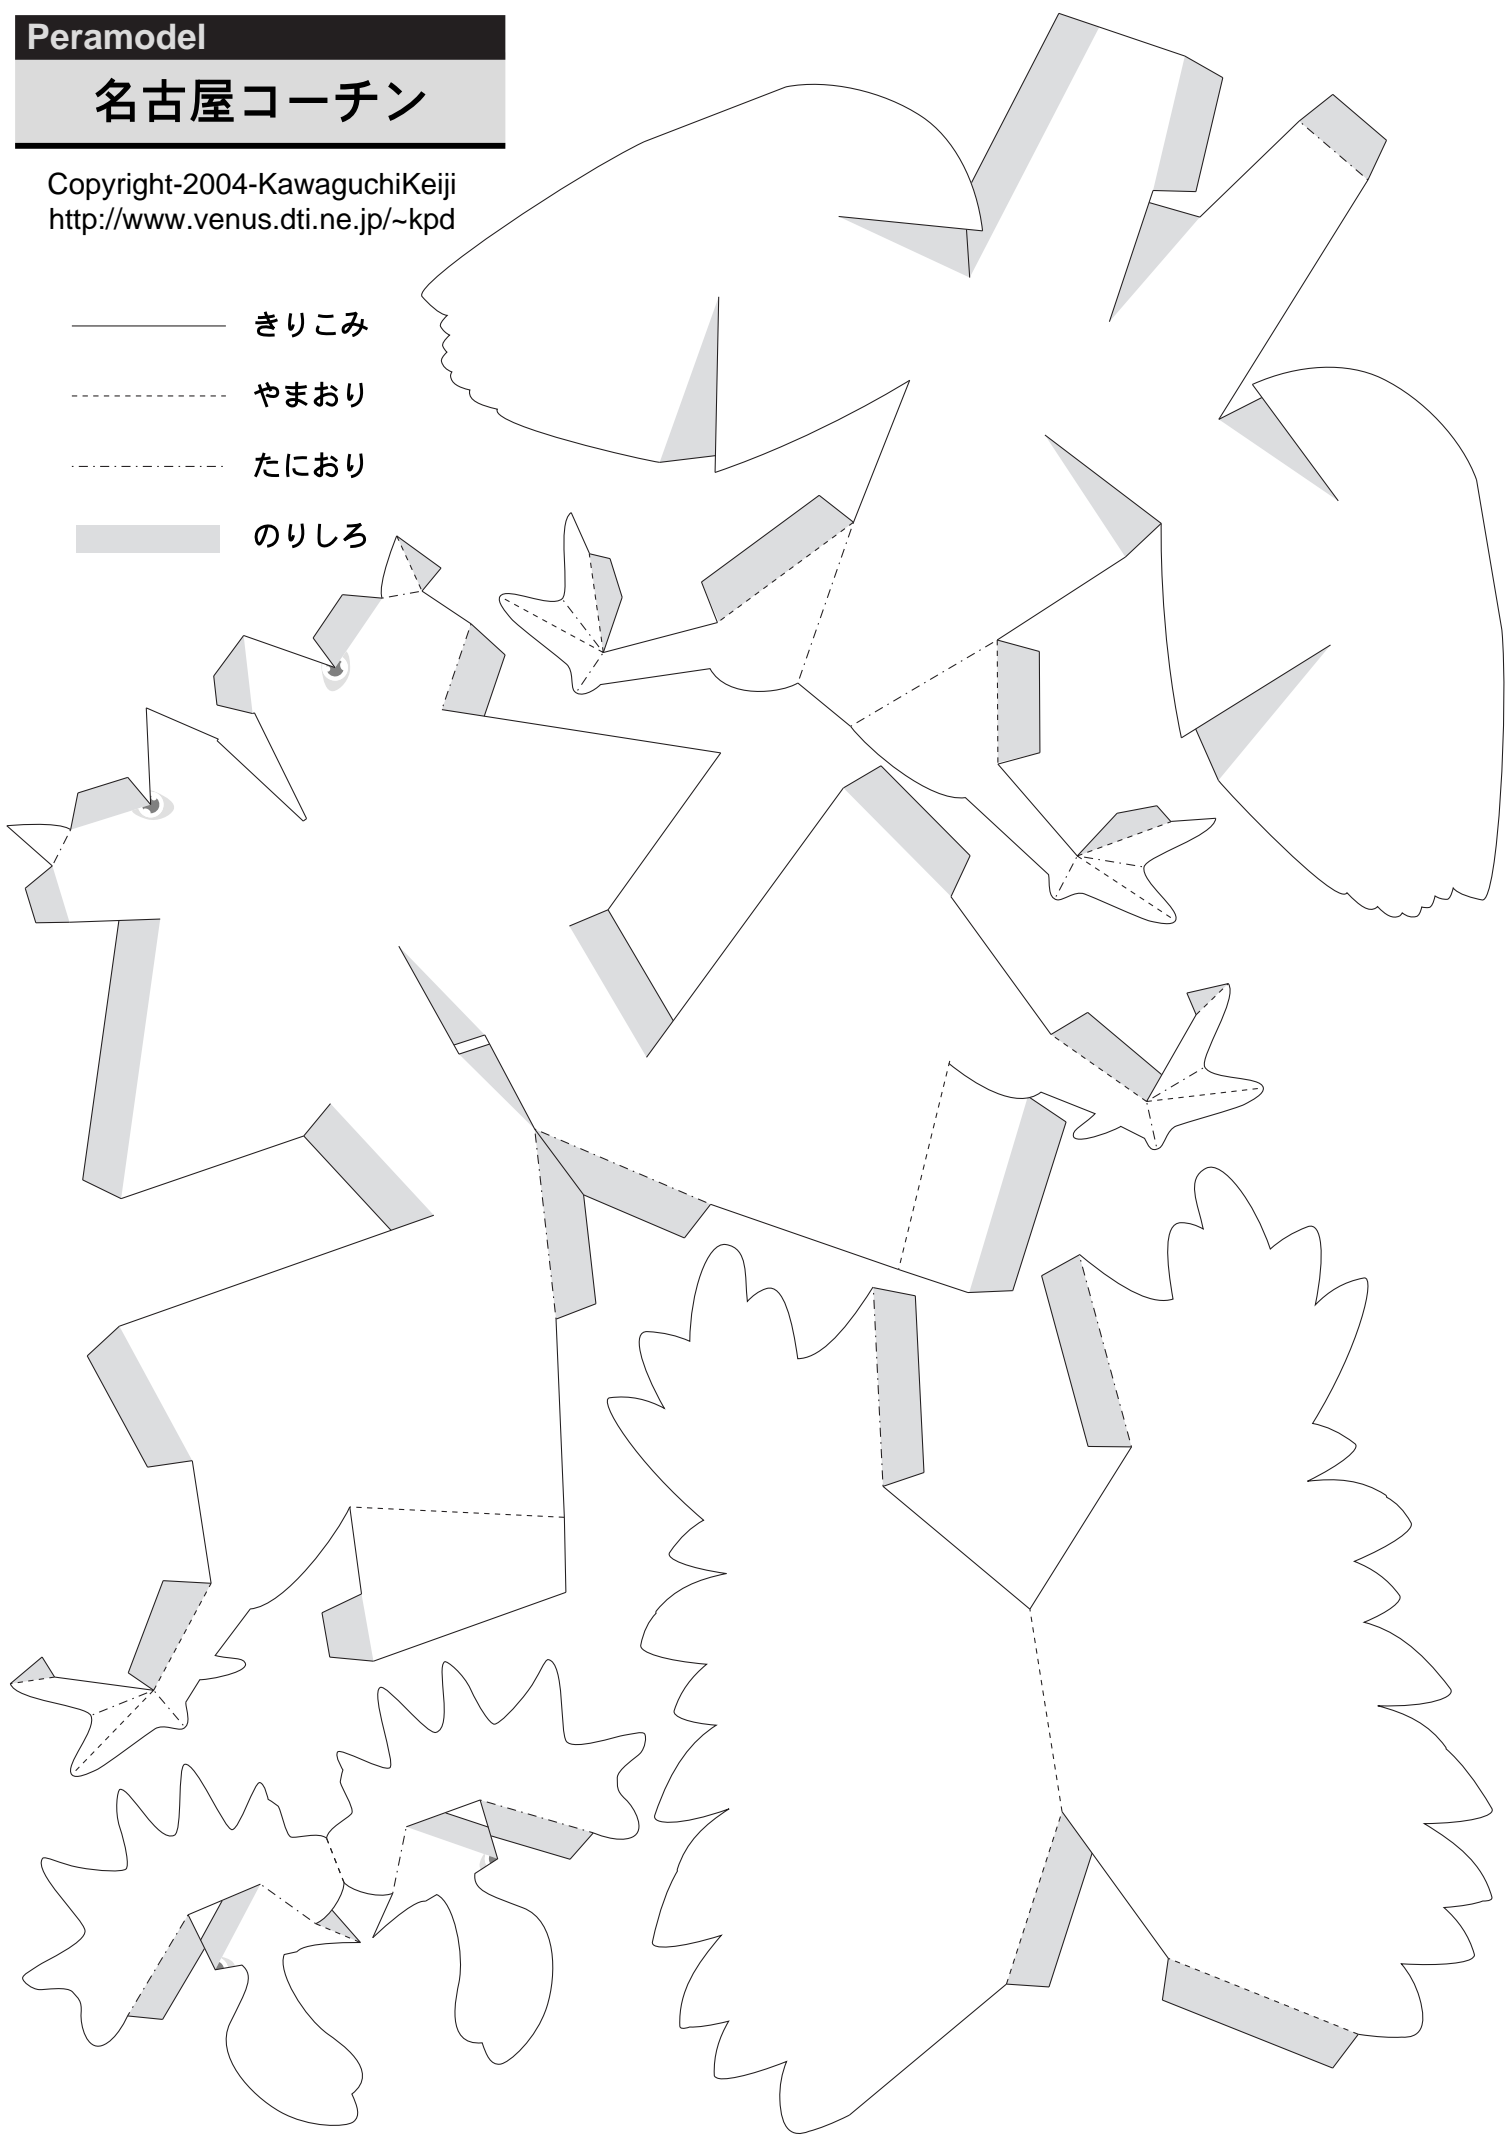 Peramodel
名古屋コーチン
Copyright-2004-KawaguchiKeiji
http://www.venus.dti.ne.jp/~kpd
きりこみ
やまおり
たにおり
のりしろ